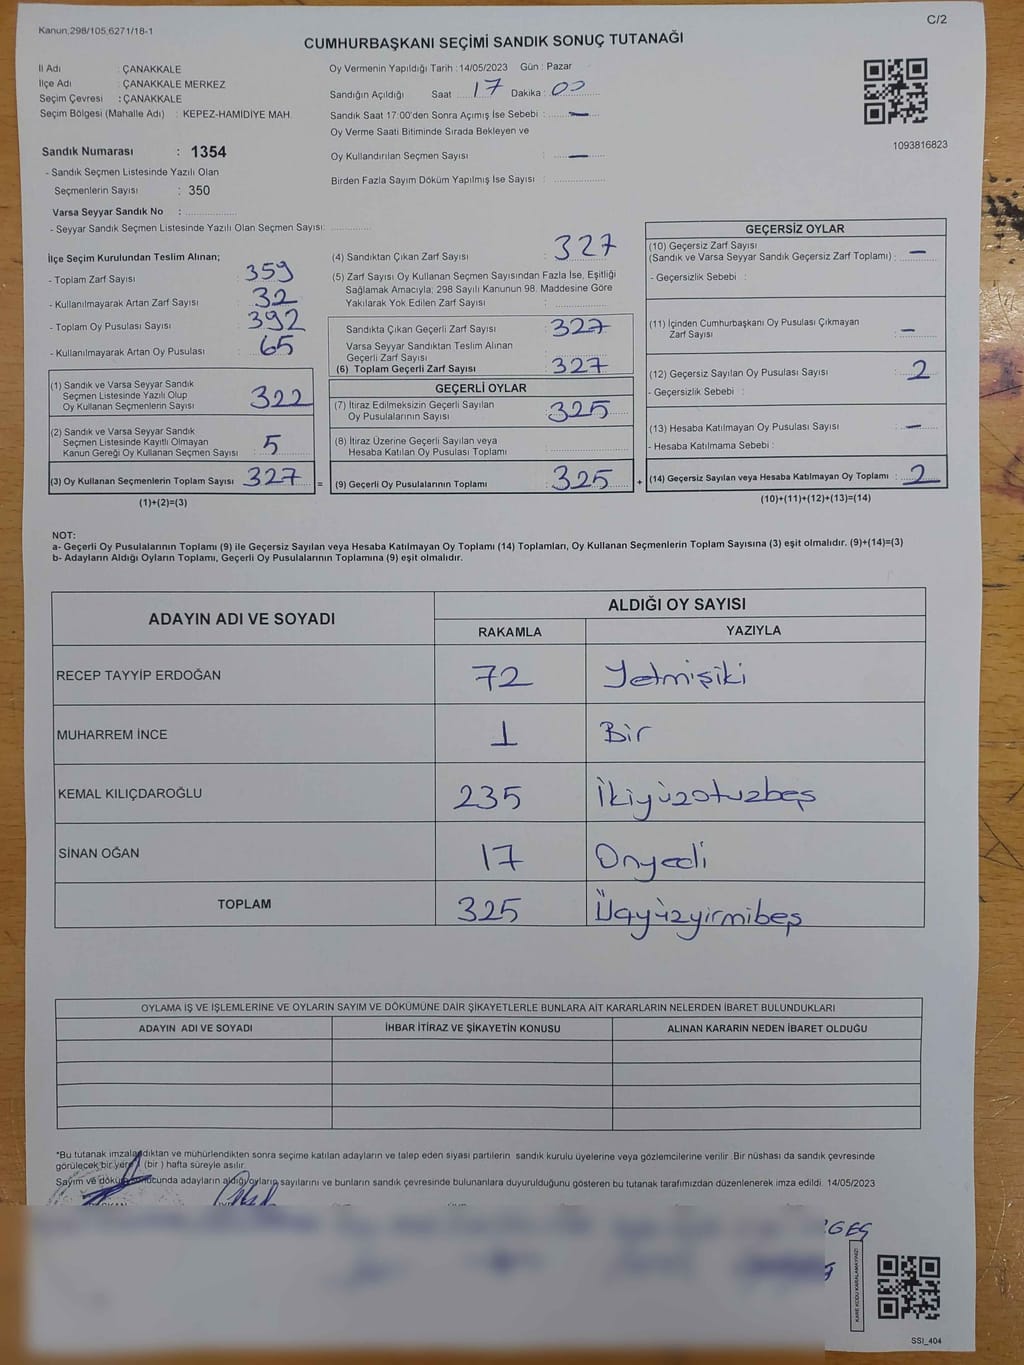 Kanun,298/105,6271/18-1
C/2
CUMHURBAŞKANI SEÇİMİ SANDIK SONUÇ TUTANAĞI
İl Adı : ÇANAKKALE
İlçe Adı : ÇANAKKALE MERKEZ
Seçim Çevresi : ÇANAKKALE
Seçim Bölgesi (Mahalle Adı) : KEPEZ-HAMİDİYE MAH.
Sandık Numarası : 1354
- Sandık Seçmen Listesinde Yazılı Olan
Seçmenlerin Sayısı : 350
Varsa Seyyar Sandık No :
- Seyyar Sandık Seçmen Listesinde Yazılı Olan Seçmen Sayısı:
Oy Vermenin Yapıldığı Tarih : 14/05/2023 Gün : Pazar
Sandığın Açıldığı Saat 17 Dakika : 00
Sandık Saat 17:00'den Sonra Açımış İse Sebebi : —
Oy Verme Saati Bitiminde Sırada Bekleyen ve
Oy Kullandırılan Seçmen Sayısı : —
Birden Fazla Sayım Döküm Yapılmış İse Sayısı :
1093816823
İlçe Seçim Kurulundan Teslim Alınan;
- Toplam Zarf Sayısı : 359
- Kullanılmayarak Artan Zarf Sayısı : 32
- Toplam Oy Pusulası Sayısı : 392
- Kullanılmayarak Artan Oy Pusulası : 65
(1) Sandık ve Varsa Seyyar Sandık
Seçmen Listesinde Yazılı Olup
Oy Kullanan Seçmenlerin Sayısı : 322
(2) Sandık ve Varsa Seyyar Sandık
Seçmen Listesinde Kayıtlı Olmayan
Kanun Gereği Oy Kullanan Seçmen Sayısı : 5
(3) Oy Kullanan Seçmenlerin Toplam Sayısı : 327 =
(1)+(2)=(3)
(4) Sandıktan Çıkan Zarf Sayısı : 327
(5) Zarf Sayısı Oy Kullanan Seçmen Sayısından Fazla İse, Eşitliği
Sağlamak Amacıyla; 298 Sayılı Kanunun 98. Maddesine Göre
Yakılarak Yok Edilen Zarf Sayısı :
Sandıkta Çıkan Geçerli Zarf Sayısı : 327
Varsa Seyyar Sandıktan Teslim Alınan
Geçerli Zarf Sayısı :
(6) Toplam Geçerli Zarf Sayısı : 327
GEÇERLİ OYLAR
(7) İtiraz Edilmeksizin Geçerli Sayılan
Oy Pusulalarının Sayısı : 325
(8) İtiraz Üzerine Geçerli Sayılan veya
Hesaba Katılan Oy Pusulası Toplamı :
(9) Geçerli Oy Pusulalarının Toplamı : 325 +
GEÇERSİZ OYLAR
(10) Geçersiz Zarf Sayısı
(Sandık ve Varsa Seyyar Sandık Geçersiz Zarf Toplamı) : —
- Geçersizlik Sebebi :
(11) İçinden Cumhurbaşkanı Oy Pusulası Çıkmayan
Zarf Sayısı : —
(12) Geçersiz Sayılan Oy Pusulası Sayısı : 2
- Geçersizlik Sebebi :
(13) Hesaba Katılmayan Oy Pusulası Sayısı : —
- Hesaba Katılmama Sebebi :
(14) Geçersiz Sayılan veya Hesaba Katılmayan Oy Toplamı : 2
(10)+(11)+(12)+(13)=(14)
NOT:
a- Geçerli Oy Pusulalarının Toplamı (9) ile Geçersiz Sayılan veya Hesaba Katılmayan Oy Toplamı (14) Toplamları, Oy Kullanan Seçmenlerin Toplam Sayısına (3) eşit olmalıdır. (9)+(14)=(3)
b- Adayların Aldığı Oyların Toplamı, Geçerli Oy Pusulalarının Toplamına (9) eşit olmalıdır.
ADAYIN ADI VE SOYADI ALDIĞI OY SAYISI
RAKAMLA YAZIYLA
RECEP TAYYİP ERDOĞAN 72 Yetmişiki
MUHARREM İNCE 1 Bir
KEMAL KILIÇDAROĞLU 235 İkiyüzotuzbeş
SİNAN OĞAN 17 Onyedi
TOPLAM 325 Üçyüzyirmibeş
OYLAMA İŞ VE İŞLEMLERİNE VE OYLARIN SAYIM VE DÖKÜMÜNE DAİR ŞİKAYETLERLE BUNLARA AİT KARARLARIN NELERDEN İBARET BULUNDUKLARI
ADAYIN ADI VE SOYADI İHBAR İTİRAZ VE ŞİKAYETİN KONUSU ALINAN KARARIN NEDEN İBARET OLDUĞU
*Bu tutanak imzalandıktan ve mühürlendikten sonra seçime katılan adayların ve talep eden siyasi partilerin sandık kurulu üyelerine veya gözlemcilerine verilir. Bir nüshası da sandık çevresinde
görülecek bir yere (bir ) hafta süreyle asılır.
Sayım ve döküm sonucunda adayların aldığı oyların sayılarını ve bunların sandık çevresinde bulunanlara duyurulduğunu gösteren bu tutanak tarafımızdan düzenlenerek imza edildi. 14/05/2023
KARE KODU KARALAMAYINIZ!
SSI_404